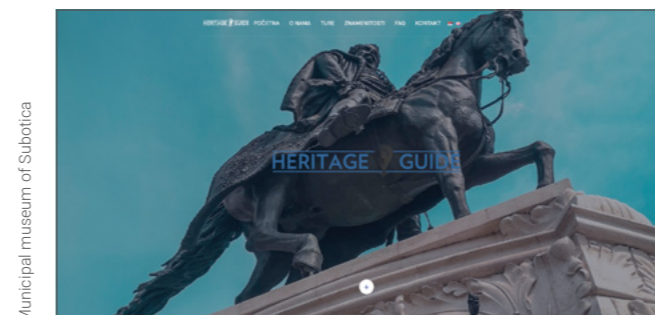 Municipal museum of Subotica
HERITAGE GUIDE POČETNA O NAMA TURE ZNAMENITOSTI FAQ KONTAKT
HERITAGE GUIDE